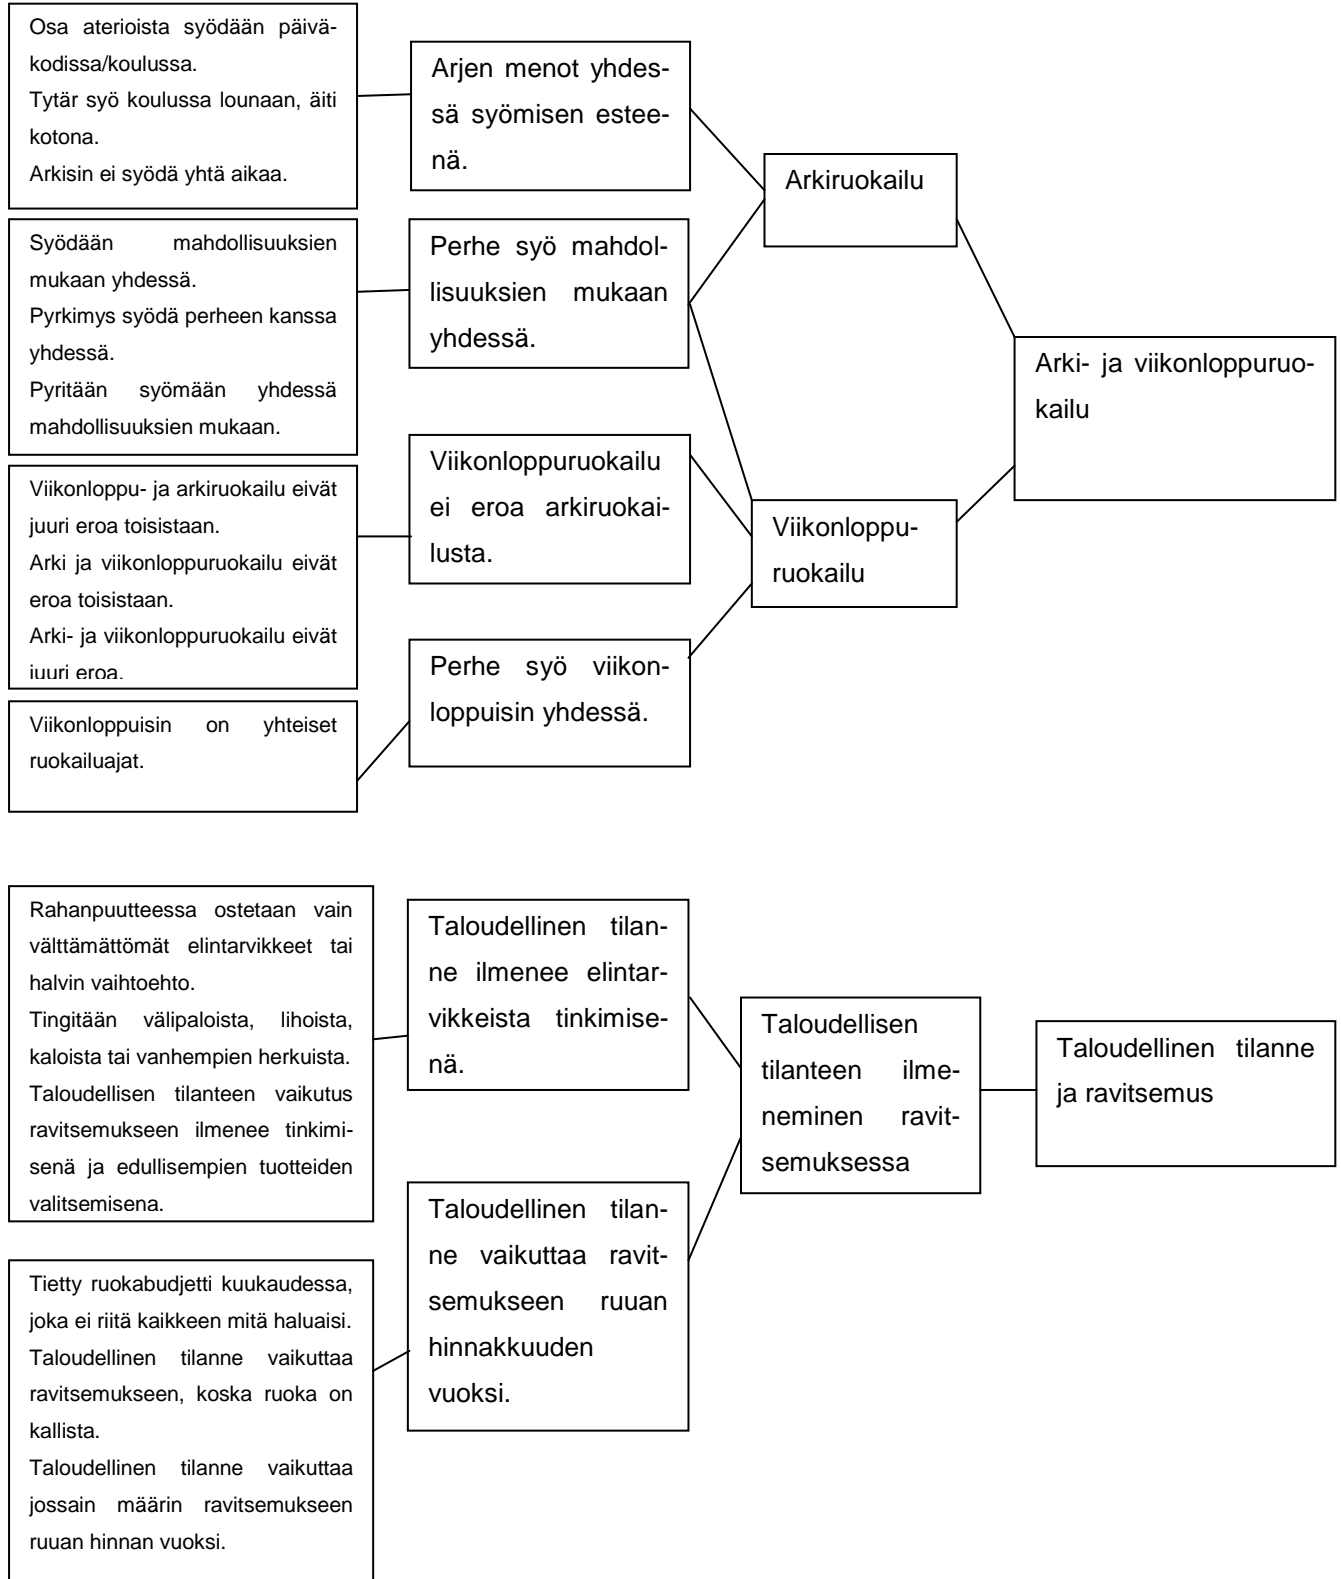 Osa aterioista syödään päivä-
kodissa/koulussa.
Tytär syö koulussa lounaan, äiti
kotona.
Arkisin ei syödä yhtä aikaa.
Arjen menot yhdes-
sä syömisen estee-
nä.
Arkiruokailu
Syödään mahdollisuuksien
mukaan yhdessä.
Pyrkimys syödä perheen kanssa
yhdessä.
Pyritään syömään yhdessä
mahdollisuuksien mukaan.
Perhe syö mahdol-
lisuuksien mukaan
yhdessä.
Arki- ja viikonloppuruo-
kailu
Viikonloppu- ja arkiruokailu eivät
juuri eroa toisistaan.
Arki ja viikonloppuruokailu eivät
eroa toisistaan.
Arki- ja viikonloppuruokailu eivät
juuri eroa.
Viikonloppuruokailu
ei eroa arkiruokai-
lusta.
Viikonloppu-
ruokailu
Viikonloppuisin on yhteiset
ruokailuajat.
Perhe syö viikon-
loppuisin yhdessä.
Rahanpuutteessa ostetaan vain
välttämättömät elintarvikkeet tai
halvin vaihtoehto.
Tingitään välipaloista, lihoista,
kaloista tai vanhempien herkuista.
Taloudellisen tilanteen vaikutus
ravitsemukseen ilmenee tinkimi-
senä ja edullisempien tuotteiden
valitsemisena.
Taloudellinen tilan-
ne ilmenee elintar-
vikkeista tinkimise-
nä.
Taloudellisen
tilanteen ilme-
neminen ravit-
semuksessa
Taloudellinen tilanne
ja ravitsemus
Tietty ruokabudjetti kuukaudessa,
joka ei riitä kaikkeen mitä haluaisi.
Taloudellinen tilanne vaikuttaa
ravitsemukseen, koska ruoka on
kallista.
Taloudellinen tilanne vaikuttaa
jossain määrin ravitsemukseen
ruuan hinnan vuoksi.
Taloudellinen tilan-
ne vaikuttaa ravit-
semukseen ruuan
hinnakkuuden
vuoksi.